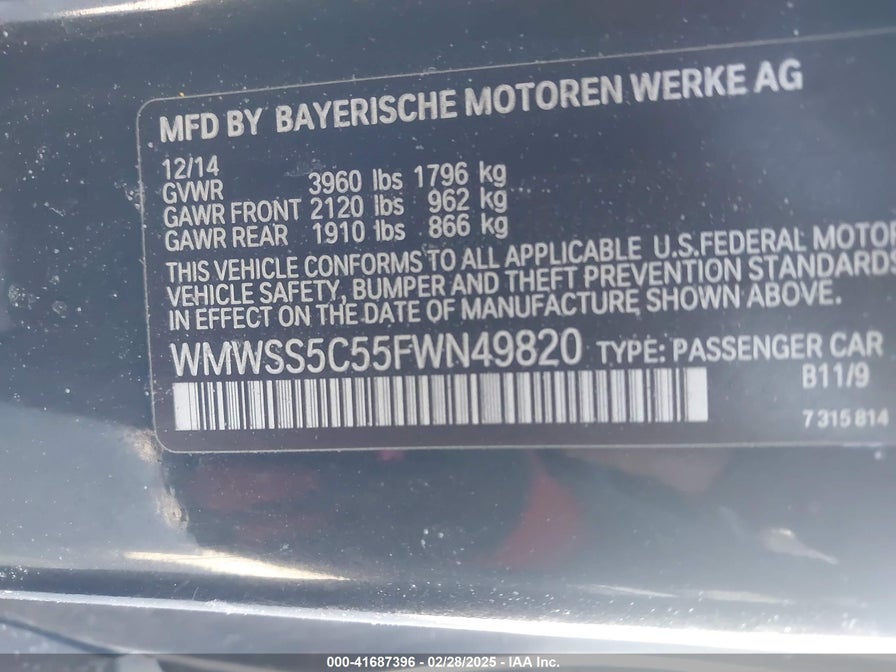 MFD BY BAYERISCHE MOTOREN WERKE AG
12/14
GVWR 3960 lbs 1796 kg
GAWR FRONT 2120 lbs 962 kg
GAWR REAR 1910 lbs 866 kg
THIS VEHICLE CONFORMS TO ALL APPLICABLE U.S.FEDERAL MOTOR
VEHICLE SAFETY, BUMPER AND THEFT PREVENTION STANDARDS
IN EFFECT ON THE DATE OF MANUFACTURE SHOWN ABOVE.
WMWSS5C55FWN49820 TYPE: PASSENGER CAR
B11/9
7 315 814
000-41687396 - 02/28/2025 - IAA Inc.